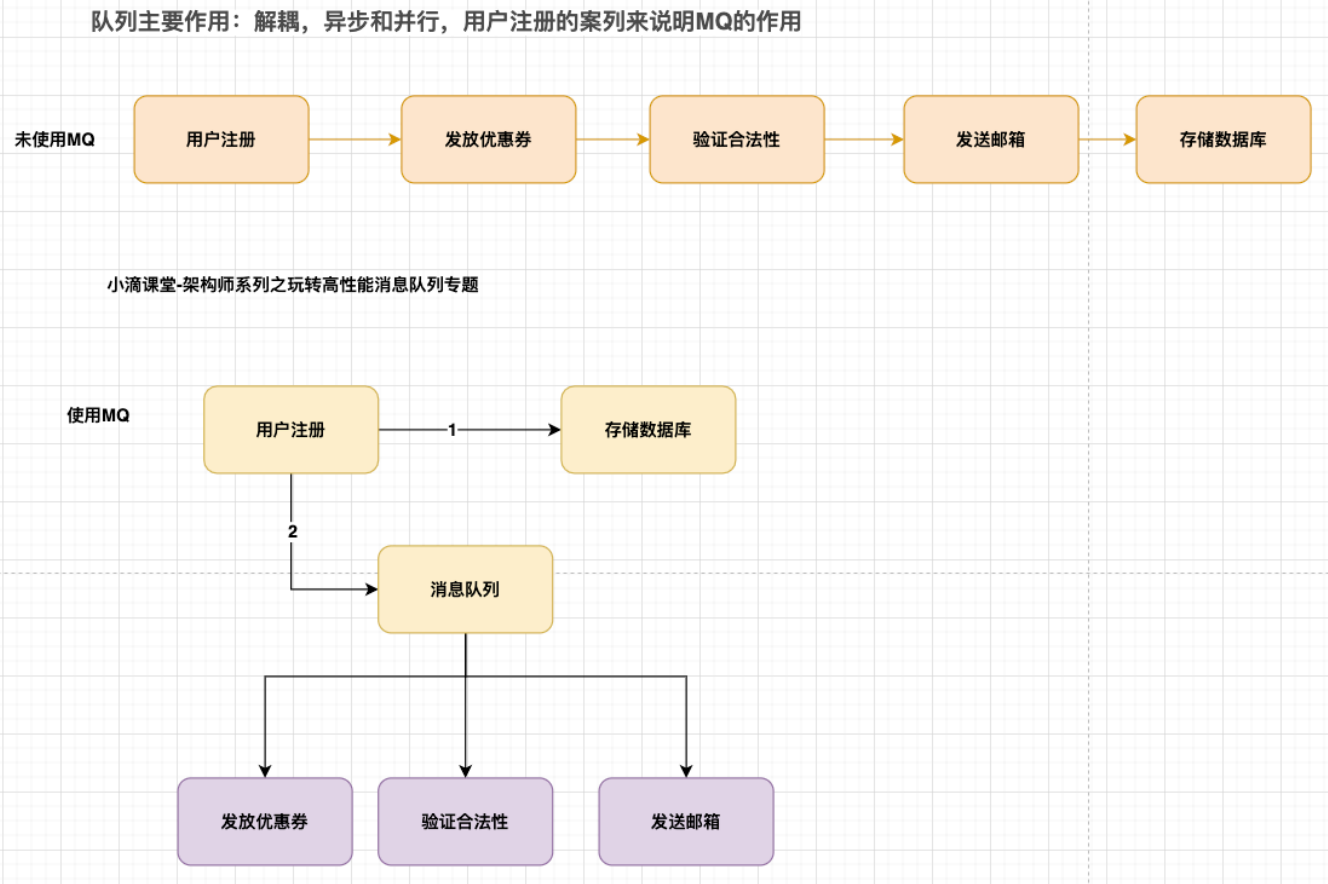 队列主要作用：解耦，异步和并行，用户注册的案列来说明MQ的作用
未使用MQ
用户注册
发放优惠券
验证合法性
发送邮箱
存储数据库
小滴课堂-架构师系列之玩转高性能消息队列专题
使用MQ
用户注册
1
存储数据库
2
消息队列
发放优惠券
验证合法性
发送邮箱